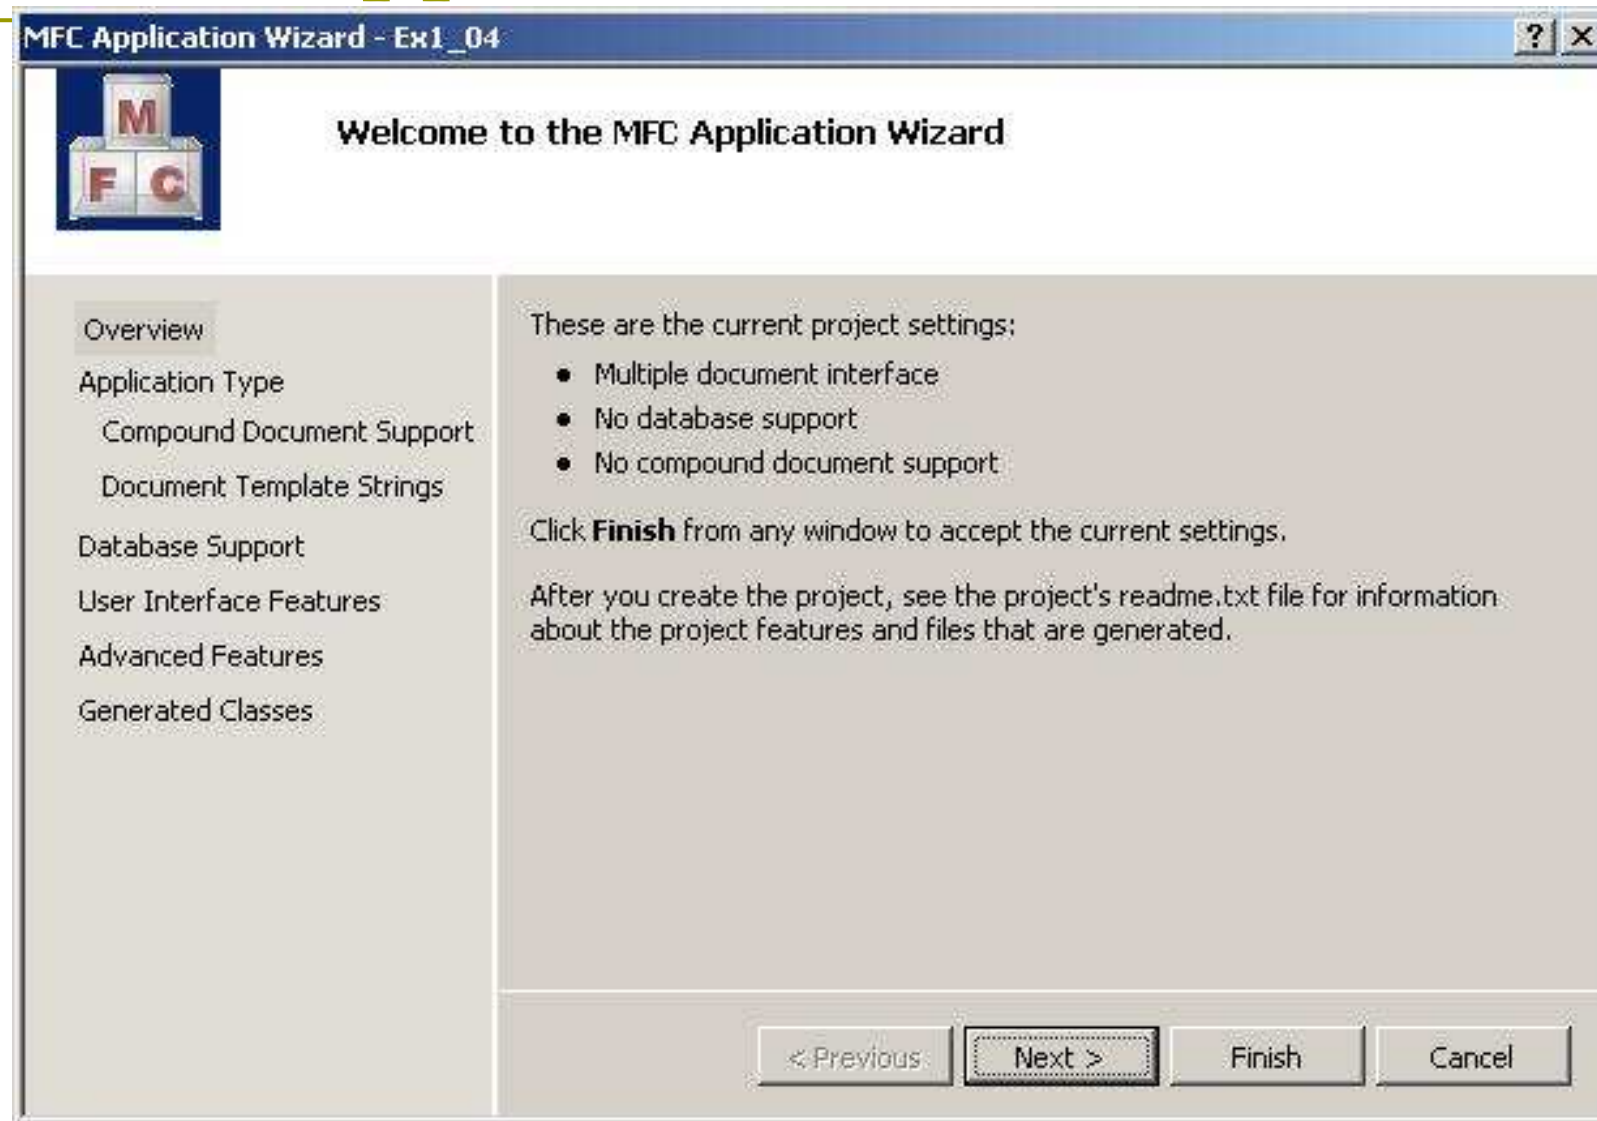 MFC Application Wizard - Ex1_04
? ×
M
F C
Welcome to the MFC Application Wizard
Overview
Application Type
Compound Document Support
Document Template Strings
Database Support
User Interface Features
Advanced Features
Generated Classes
These are the current project settings:
• Multiple document interface
• No database support
• No compound document support
Click Finish from any window to accept the current settings.
After you create the project, see the project's readme.txt file for information
about the project features and files that are generated.
< Previous Next > Finish Cancel